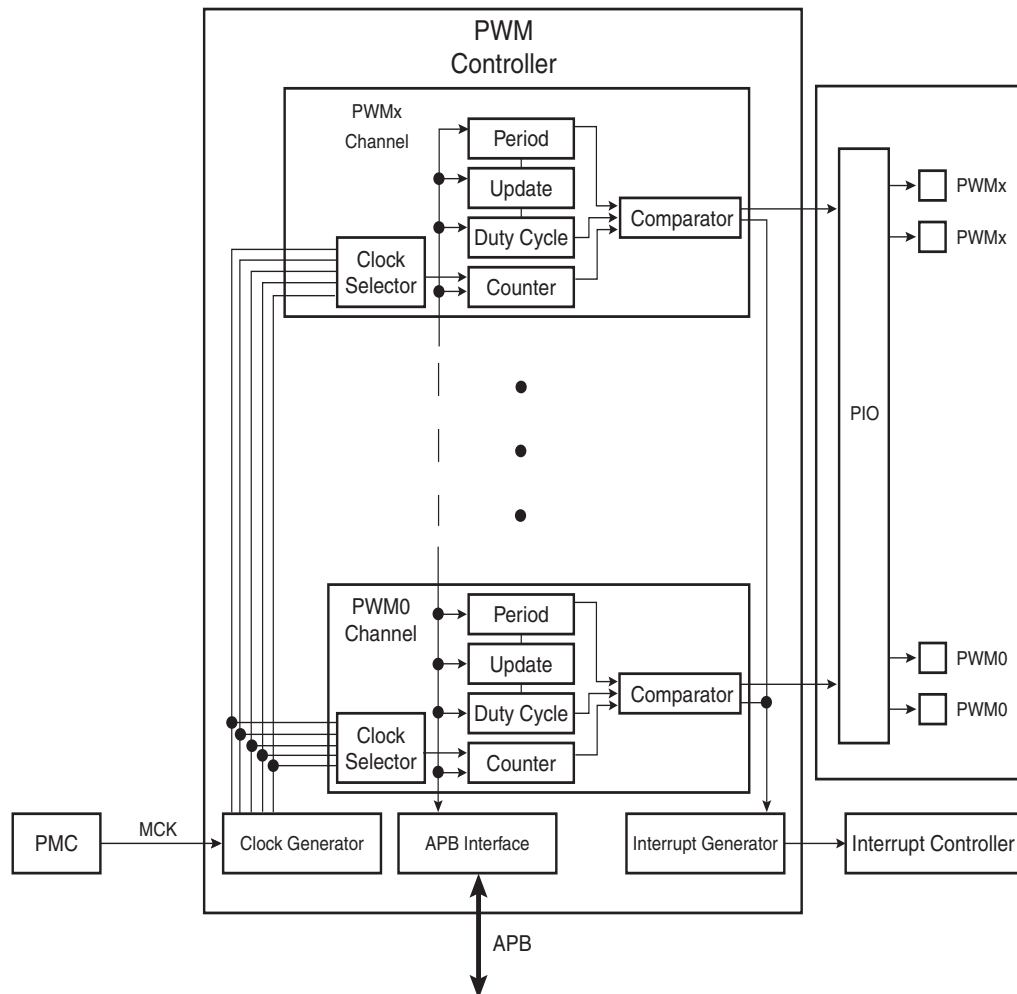 PWM
Controller
PWMx
Channel
Period
Update
Duty Cycle
Counter
Clock
Selector
Comparator
PIO
PWMx
PWMx
PWM0
Channel
Period
Update
Duty Cycle
Counter
Clock
Selector
Comparator
PWM0
PWM0
PMC
MCK
Clock Generator
APB Interface
Interrupt Generator
Interrupt Controller
APB